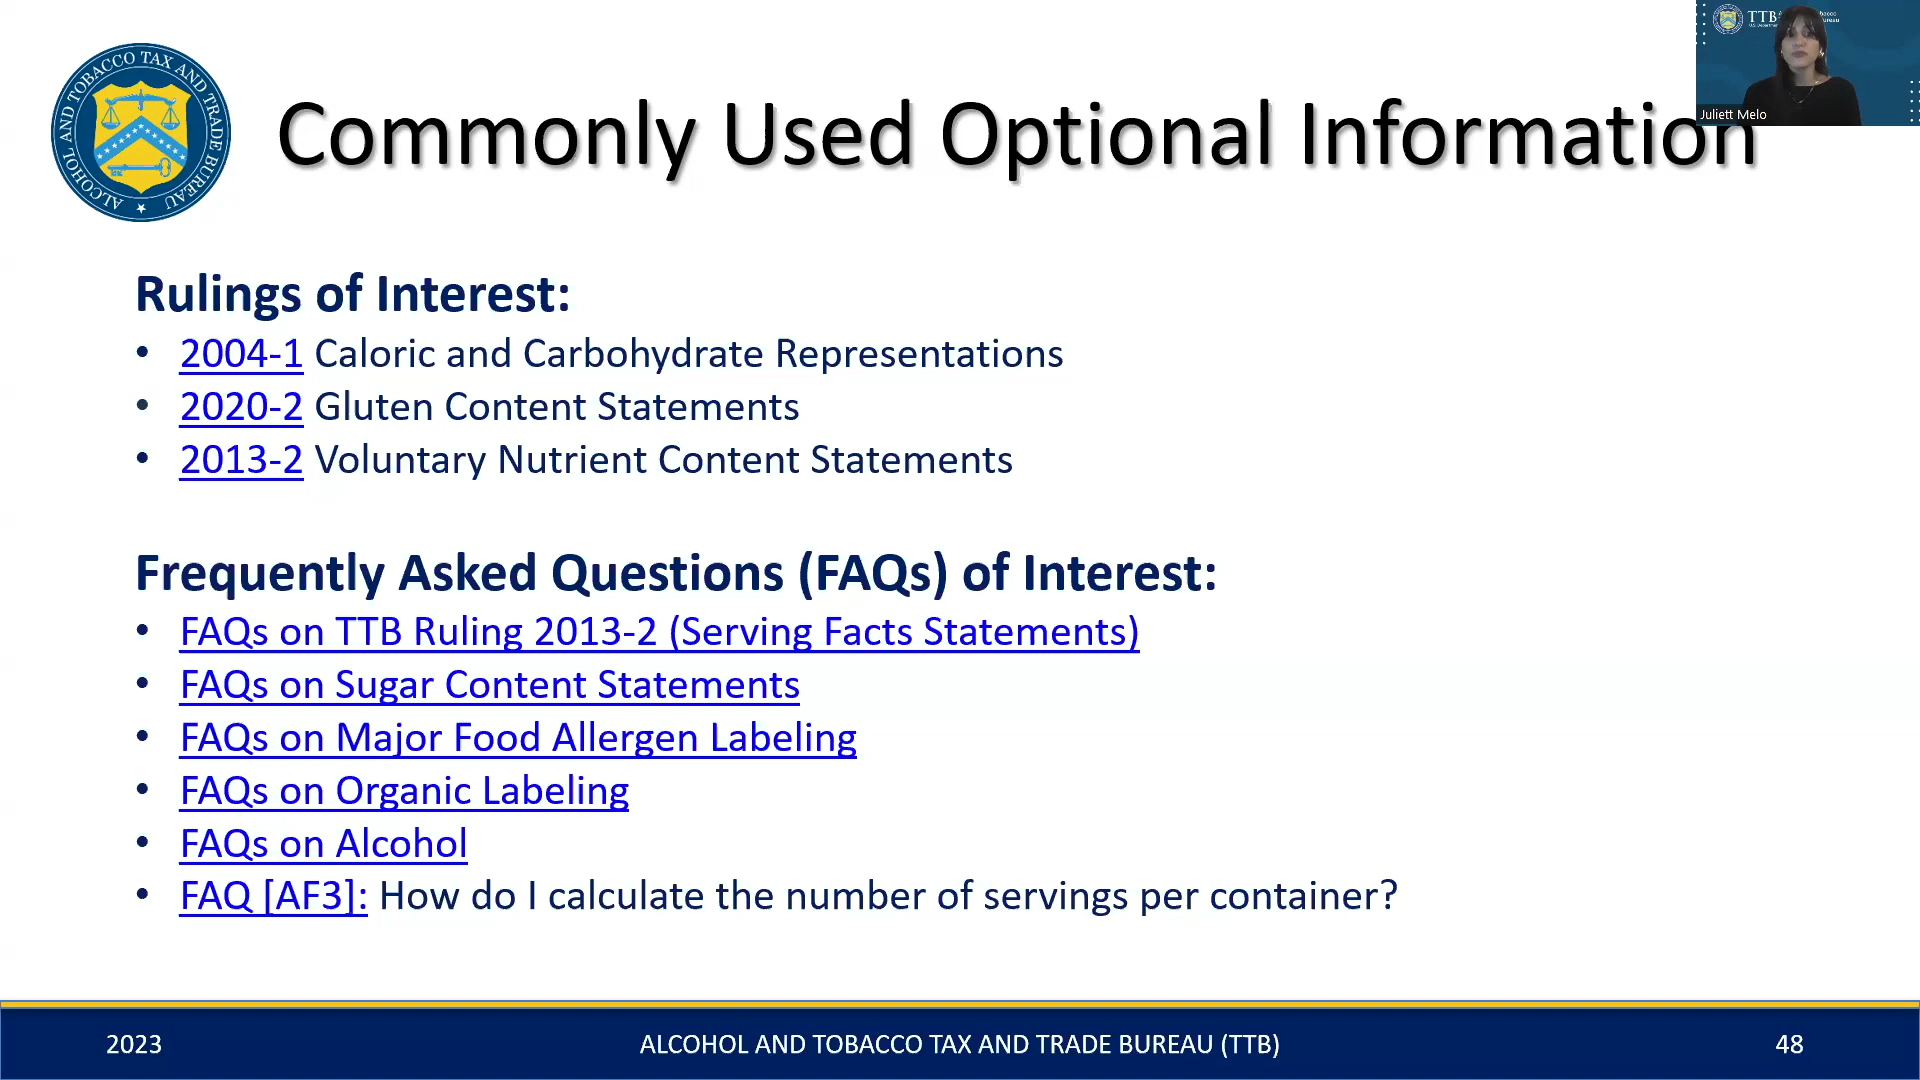 ALCOHOL AND TOBACCO TAX AND TRADE BUREAU
TTB
Juliett Melo
Commonly Used Optional Information
Rulings of Interest:
• 2004-1 Caloric and Carbohydrate Representations
• 2020-2 Gluten Content Statements
• 2013-2 Voluntary Nutrient Content Statements
Frequently Asked Questions (FAQs) of Interest:
• FAQs on TTB Ruling 2013-2 (Serving Facts Statements)
• FAQs on Sugar Content Statements
• FAQs on Major Food Allergen Labeling
• FAQs on Organic Labeling
• FAQs on Alcohol
• FAQ [AF3]: How do I calculate the number of servings per container?
2023
ALCOHOL AND TOBACCO TAX AND TRADE BUREAU (TTB)
48